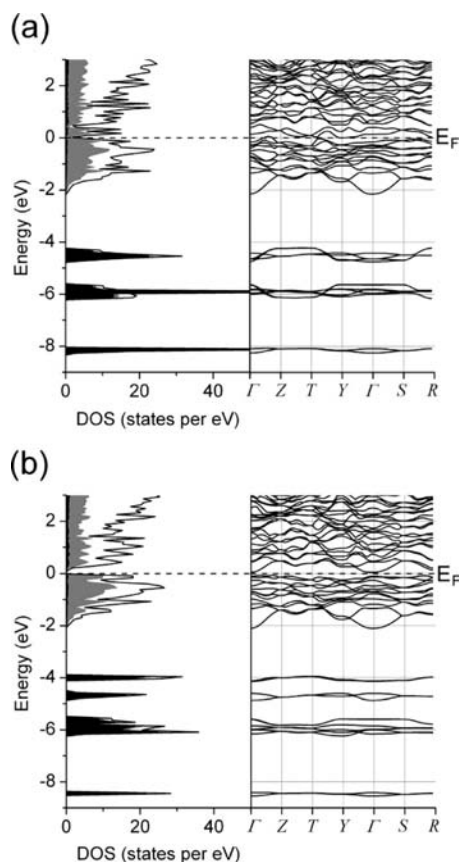 (a)
2
0
-2
-4
-6
-8
Energy (eV)
E_F
0 20 40 Γ Z T Y Γ S R
DOS (states per eV)
(b)
2
0
-2
-4
-6
-8
Energy (eV)
E_F
0 20 40 Γ Z T Y Γ S R
DOS (states per eV)